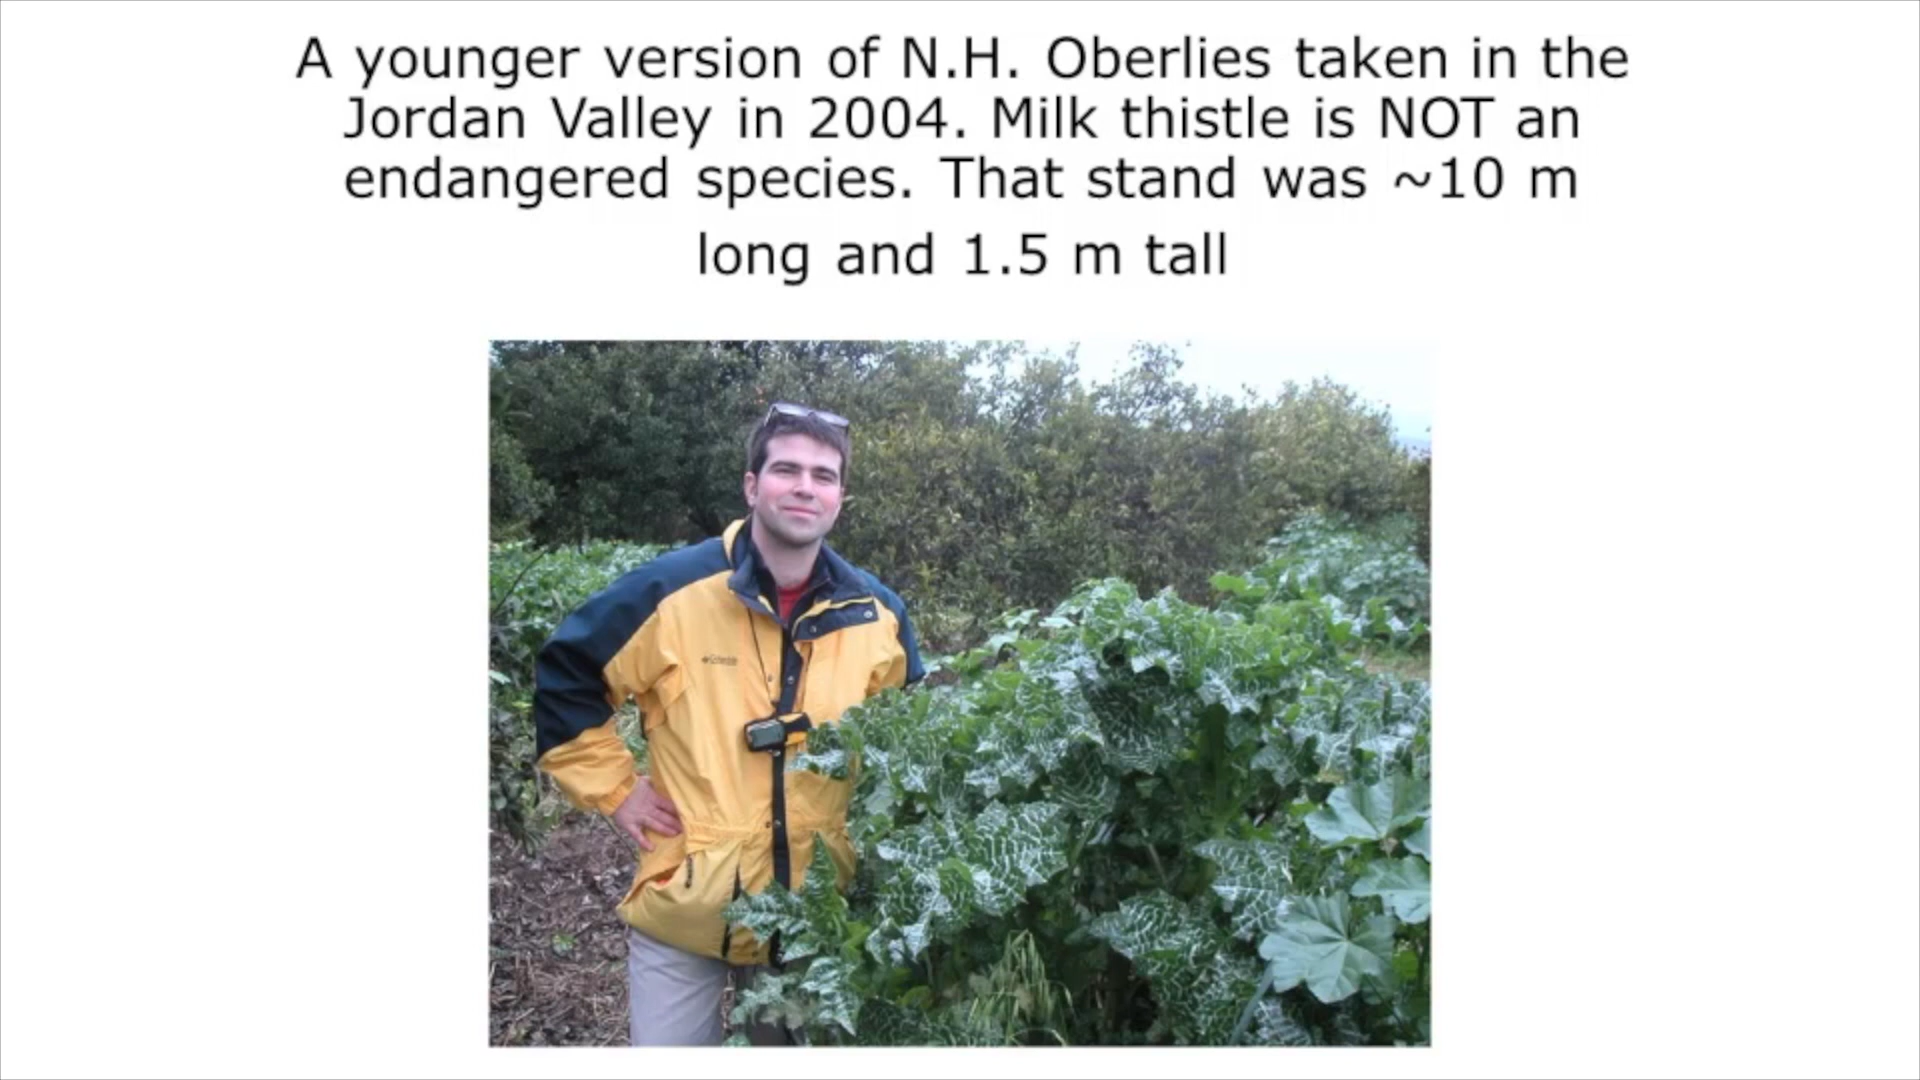 A younger version of N.H. Oberlies taken in the
Jordan Valley in 2004. Milk thistle is NOT an
endangered species. That stand was ~10 m
long and 1.5 m tall
Columbia